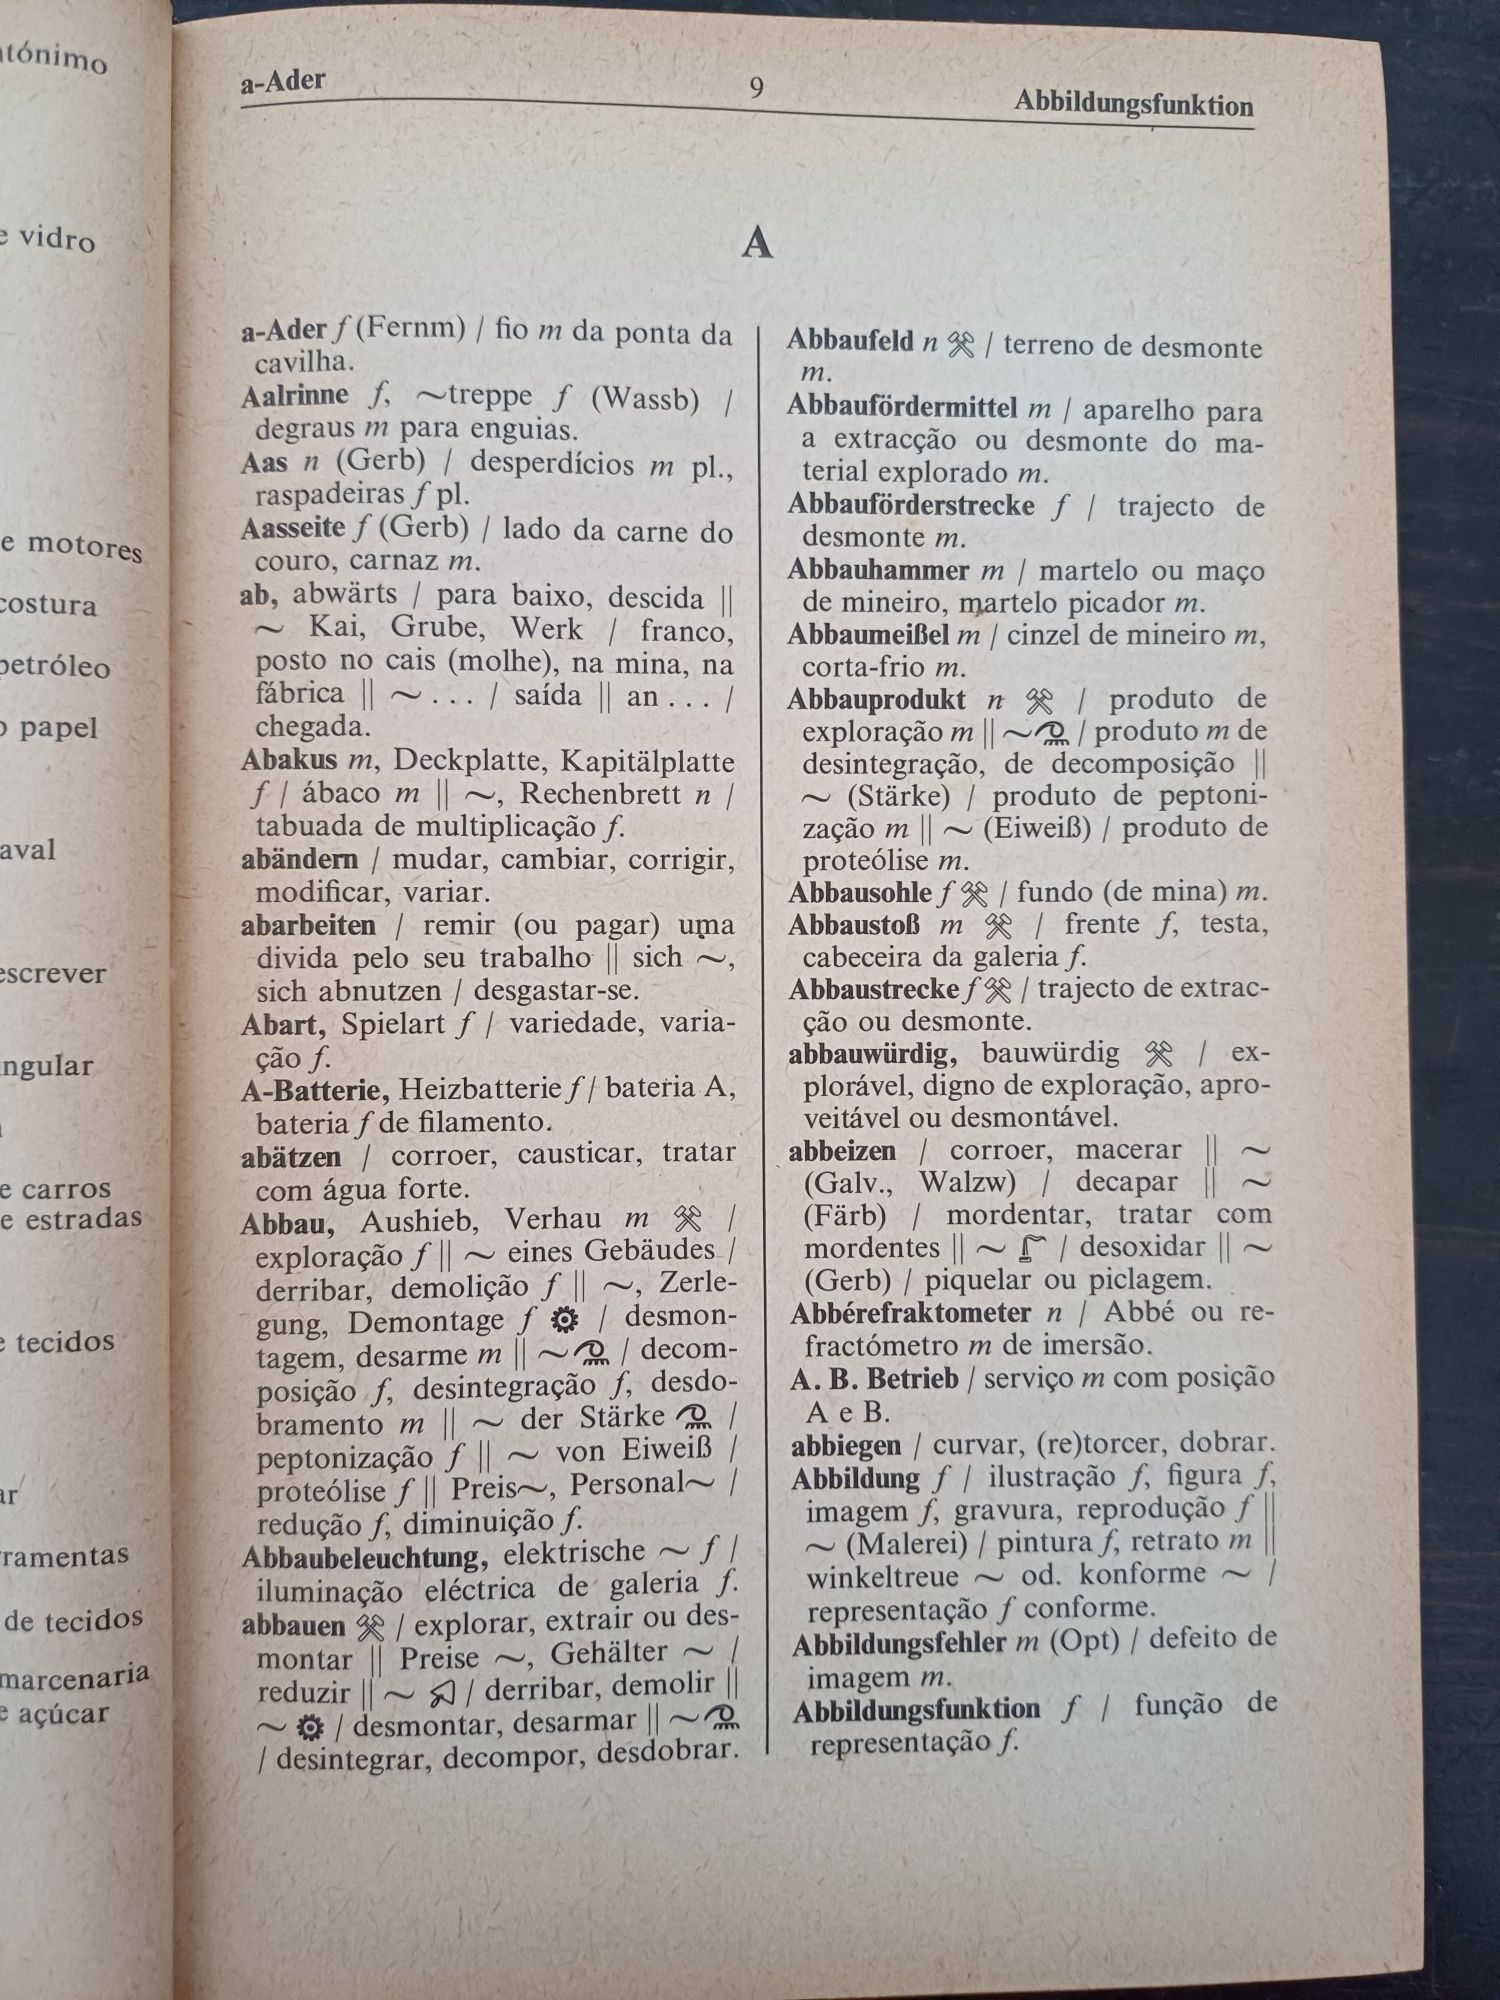 tónimo
e vidro
e motores
costura
petróleo
o papel
aval
escrever
ngular
e carros
e estradas
e tecidos
ar
rramentas
de tecidos
marcenaria
e açúcar
a-Ader 9 Abbildungsfunktion
A
a-Ader f (Fernm) / fio m da ponta da
cavilha.
Aalrinne f, ~treppe f (Wassb) /
degraus m para enguias.
Aas n (Gerb) / desperdícios m pl.,
raspadeiras f pl.
Aasseite f (Gerb) / lado da carne do
couro, carnaz m.
ab, abwärts / para baixo, descida ||
~ Kai, Grube, Werk / franco,
posto no cais (molhe), na mina, na
fábrica || ~ . . . / saída || an . . . /
chegada.
Abakus m, Deckplatte, Kapitälplatte
f / ábaco m || ~, Rechenbrett n /
tabuada de multiplicação f.
abändern / mudar, cambiar, corrigir,
modificar, variar.
abarbeiten / remir (ou pagar) uma
divida pelo seu trabalho || sich ~,
sich abnutzen / desgastar-se.
Abart, Spielart f / variedade, varia-
ção f.
A-Batterie, Heizbatterie f / bateria A,
bateria f de filamento.
abätzen / corroer, causticar, tratar
com água forte.
Abbau, Aushieb, Verhau m ⚒ /
exploração f || ~ eines Gebäudes /
derribar, demolição f || ~, Zerle-
gung, Demontage f ⚙ / desmon-
tagem, desarme m || ~ / decom-
posição f, desintegração f, desdo-
bramento m || ~ der Stärke /
peptonização f || ~ von Eiweiß /
proteólise f || Preis~, Personal~ /
redução f, diminuição f.
Abbaubeleuchtung, elektrische ~ f /
iluminação eléctrica de galeria f.
abbauen ⚒ / explorar, extrair ou des-
montar || Preise ~, Gehälter ~ /
reduzir || ~ / derribar, demolir ||
~ ⚙ / desmontar, desarmar || ~
/ desintegrar, decompor, desdobrar.
Abbaufeld n ⚒ / terreno de desmonte
m.
Abbaufördermittel m / aparelho para
a extracção ou desmonte do ma-
terial explorado m.
Abbauförderstrecke f / trajecto de
desmonte m.
Abbauhammer m / martelo ou maço
de mineiro, martelo picador m.
Abbaumeißel m / cinzel de mineiro m,
corta-frio m.
Abbauprodukt n ⚒ / produto de
exploração m || ~ / produto m de
desintegração, de decomposição ||
~ (Stärke) / produto de peptoni-
zação m || ~ (Eiweiß) / produto de
proteólise m.
Abbausohle f ⚒ / fundo (de mina) m.
Abbaustoß m ⚒ / frente f, testa,
cabeceira da galeria f.
Abbaustrecke f ⚒ / trajecto de extrac-
ção ou desmonte.
abbauwürdig, bauwürdig ⚒ / ex-
plorável, digno de exploração, apro-
veitável ou desmontável.
abbeizen / corroer, macerar || ~
(Galv., Walzw) / decapar || ~
(Färb) / mordentar, tratar com
mordentes || ~ / desoxidar || ~
(Gerb) / piquelar ou piclagem.
Abbérefraktometer n / Abbé ou re-
fractómetro m de imersão.
A. B. Betrieb / serviço m com posição
A e B.
abbiegen / curvar, (re)torcer, dobrar.
Abbildung f / ilustração f, figura f,
imagem f, gravura, reprodução f ||
~ (Malerei) / pintura f, retrato m ||
winkeltreue ~ od. konforme ~ /
representação f conforme.
Abbildungsfehler m (Opt) / defeito de
imagem m.
Abbildungsfunktion f / função de
representação f.